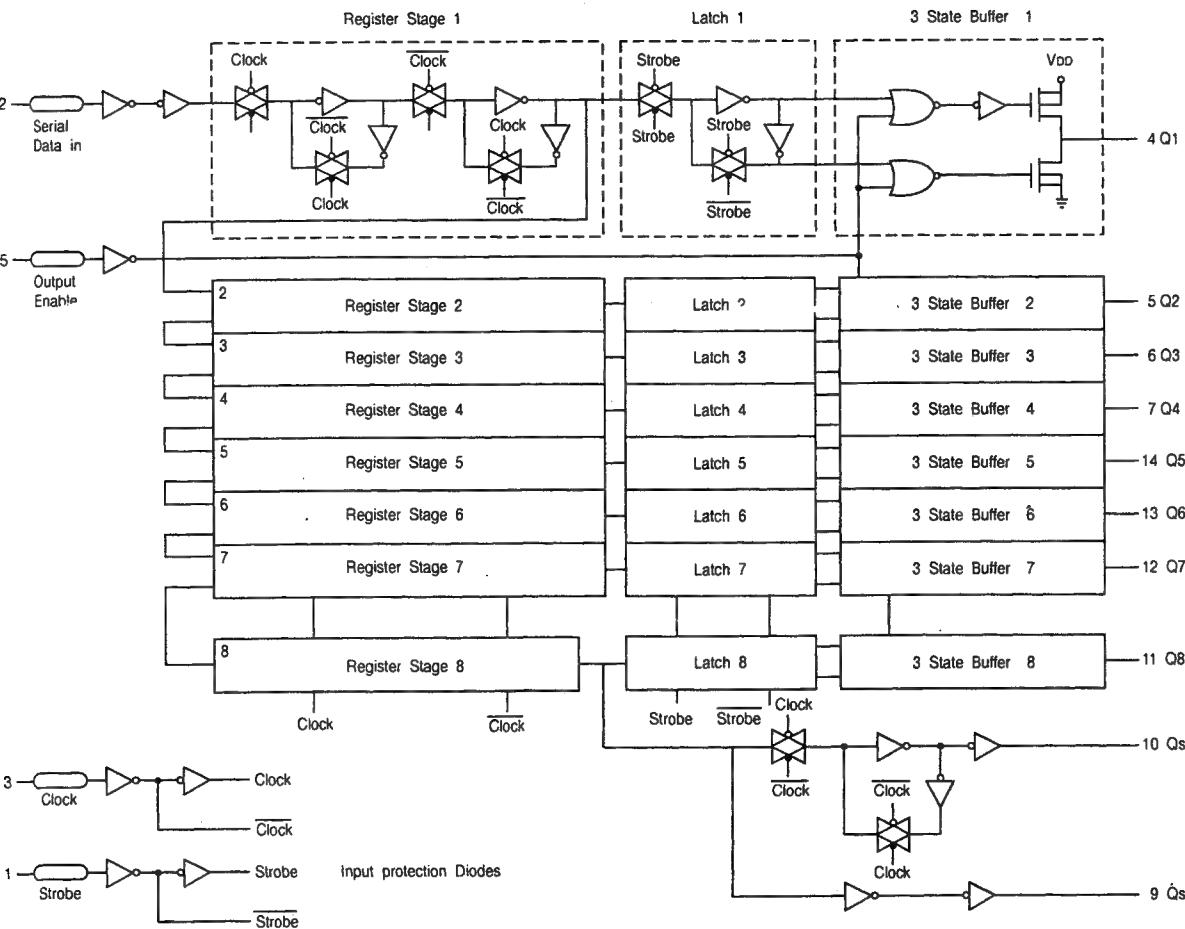 Register Stage 1
Latch 1
3 State Buffer 1
Clock
Clock
Strobe
VDD
2
Serial
Data in
Clock
Clock
Strobe
Strobe
4 Q1
Clock
Clock
Strobe
5
Output
Enable
2
Register Stage 2
Latch 2
3 State Buffer 2
5 Q2
3
Register Stage 3
Latch 3
3 State Buffer 3
6 Q3
4
Register Stage 4
Latch 4
3 State Buffer 4
7 Q4
5
Register Stage 5
Latch 5
3 State Buffer 5
14 Q5
6
Register Stage 6
Latch 6
3 State Buffer 6
13 Q6
7
Register Stage 7
Latch 7
3 State Buffer 7
12 Q7
8
Register Stage 8
Latch 8
3 State Buffer 8
11 Q8
Clock
Clock
Strobe
Strobe
Clock
10 Qs
Clock
Clock
Clock
9 Q̇s
3
Clock
Clock
Clock
1
Strobe
Strobe
Strobe
Input protection Diodes